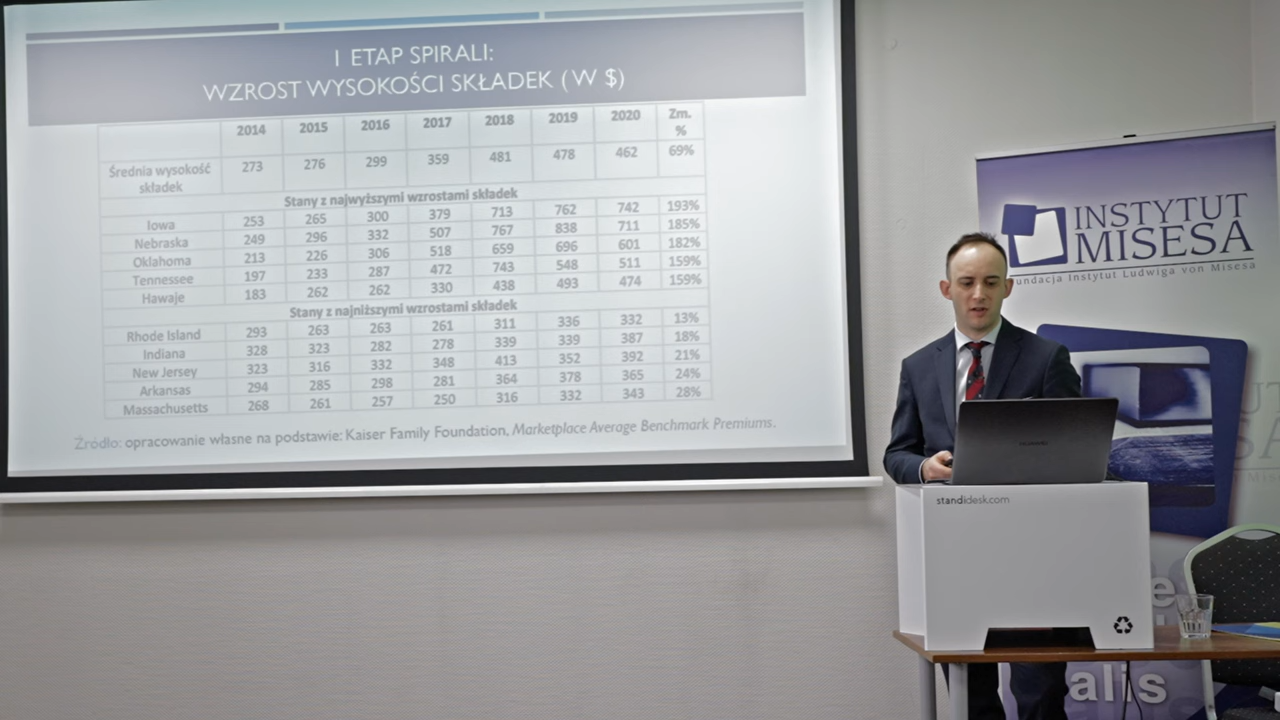 I ETAP SPIRALI:
WZROST WYSOKOŚCI SKŁADEK ( W $)
2014 2015 2016 2017 2018 2019 2020 Zm. %
Średnia wysokość składek 273 276 299 359 481 478 462 69%
Stany z najwyższymi wzrostami składek
Iowa 253 265 300 379 713 762 742 193%
Nebraska 249 296 332 507 767 838 711 185%
Oklahoma 213 226 306 518 659 696 601 182%
Tennessee 197 233 287 472 743 548 511 159%
Hawaje 183 262 262 330 438 493 474 159%
Stany z najniższymi wzrostami składek
Rhode Island 293 263 263 261 311 336 332 13%
Indiana 328 323 282 278 339 339 387 18%
New Jersey 323 316 332 348 413 352 392 21%
Arkansas 294 285 298 281 364 378 365 24%
Massachusetts 268 261 257 250 316 332 343 28%
Źródło: opracowanie własne na podstawie: Kaiser Family Foundation, Marketplace Average Benchmark Premiums.
INSTYTUT
MISESA
undacja Instytut Ludwiga von Misesa
standidesk.com
e
alis